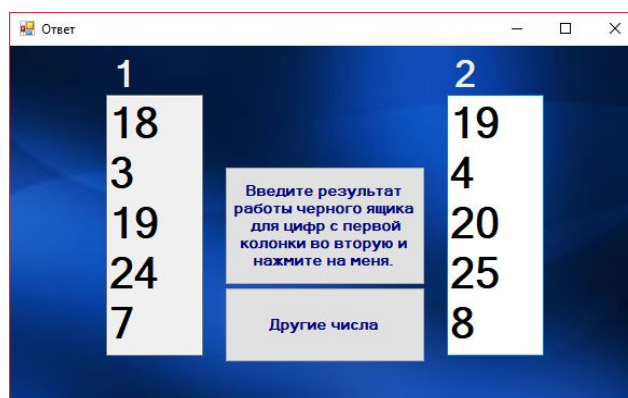 Ответ
1
2
18
3
19
24
7
Введите результат
работы черного ящика
для цифр с первой
колонки во вторую и
нажмите на меня.
Другие числа
19
4
20
25
8